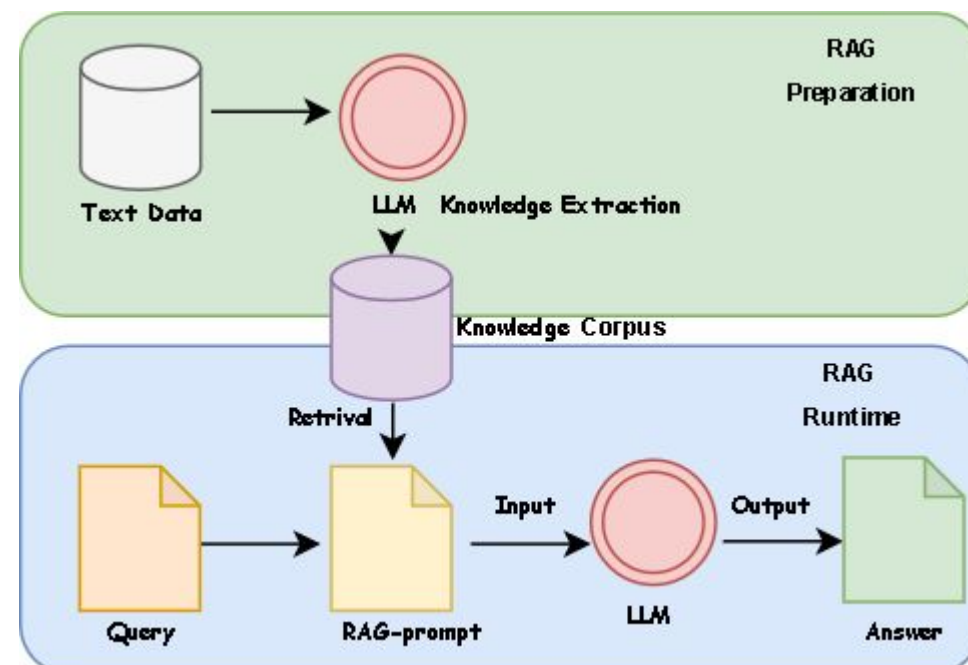 RAG
Preparation
Text Data
LLM Knowledge Extraction
Knowledge Corpus
RAG
Runtime
Retrival
Input
Output
Query
RAG-prompt
LLM
Answer